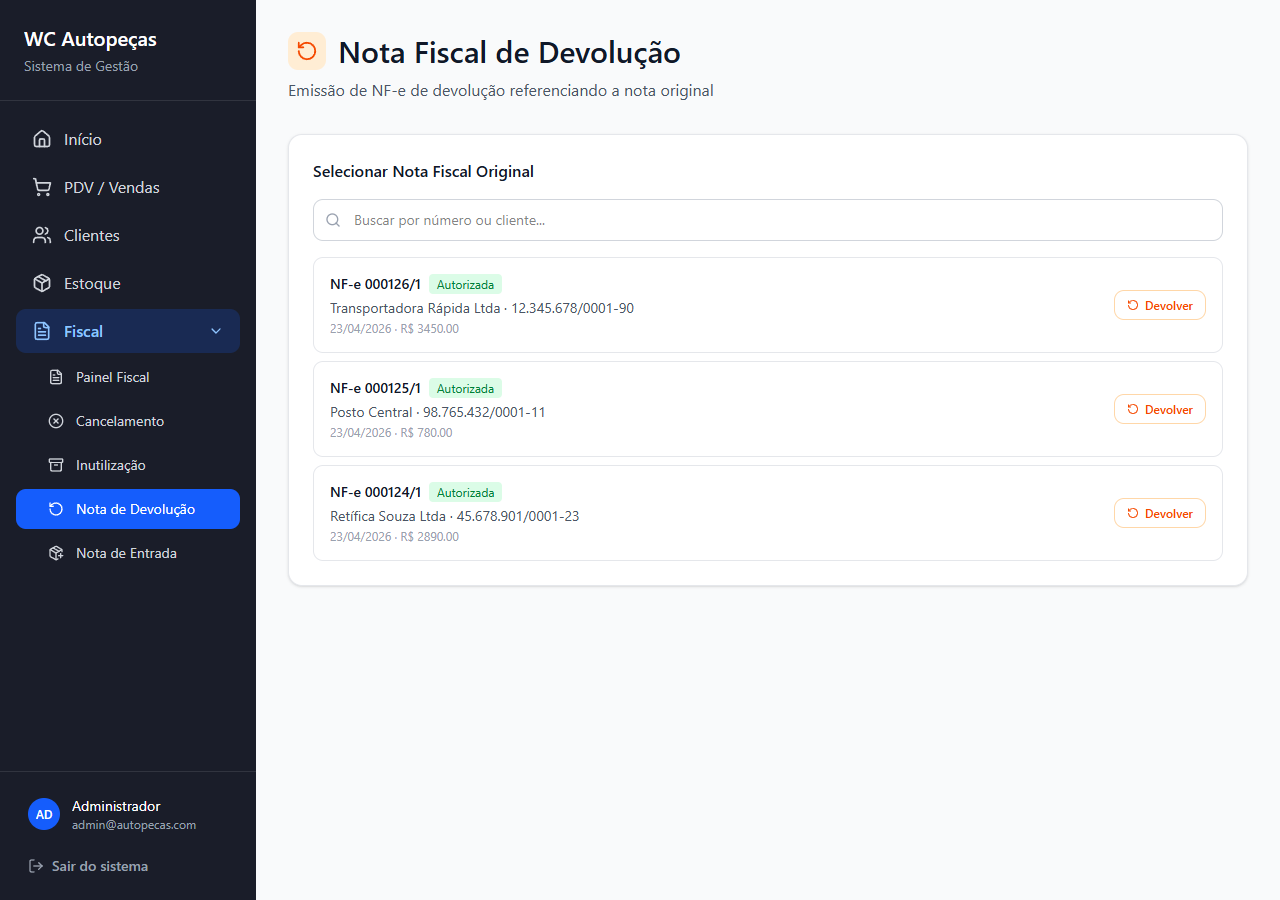 WC Autopeças
Sistema de Gestão
Início
PDV / Vendas
Clientes
Estoque
Fiscal
Painel Fiscal
Cancelamento
Inutilização
Nota de Devolução
Nota de Entrada
AD
Administrador
admin@autopecas.com
Sair do sistema
Nota Fiscal de Devolução
Emissão de NF-e de devolução referenciando a nota original
Selecionar Nota Fiscal Original
Buscar por número ou cliente...
NF-e 000126/1 Autorizada
Transportadora Rápida Ltda · 12.345.678/0001-90
23/04/2026 · R$ 3450.00
Devolver
NF-e 000125/1 Autorizada
Posto Central · 98.765.432/0001-11
23/04/2026 · R$ 780.00
Devolver
NF-e 000124/1 Autorizada
Retífica Souza Ltda · 45.678.901/0001-23
23/04/2026 · R$ 2890.00
Devolver